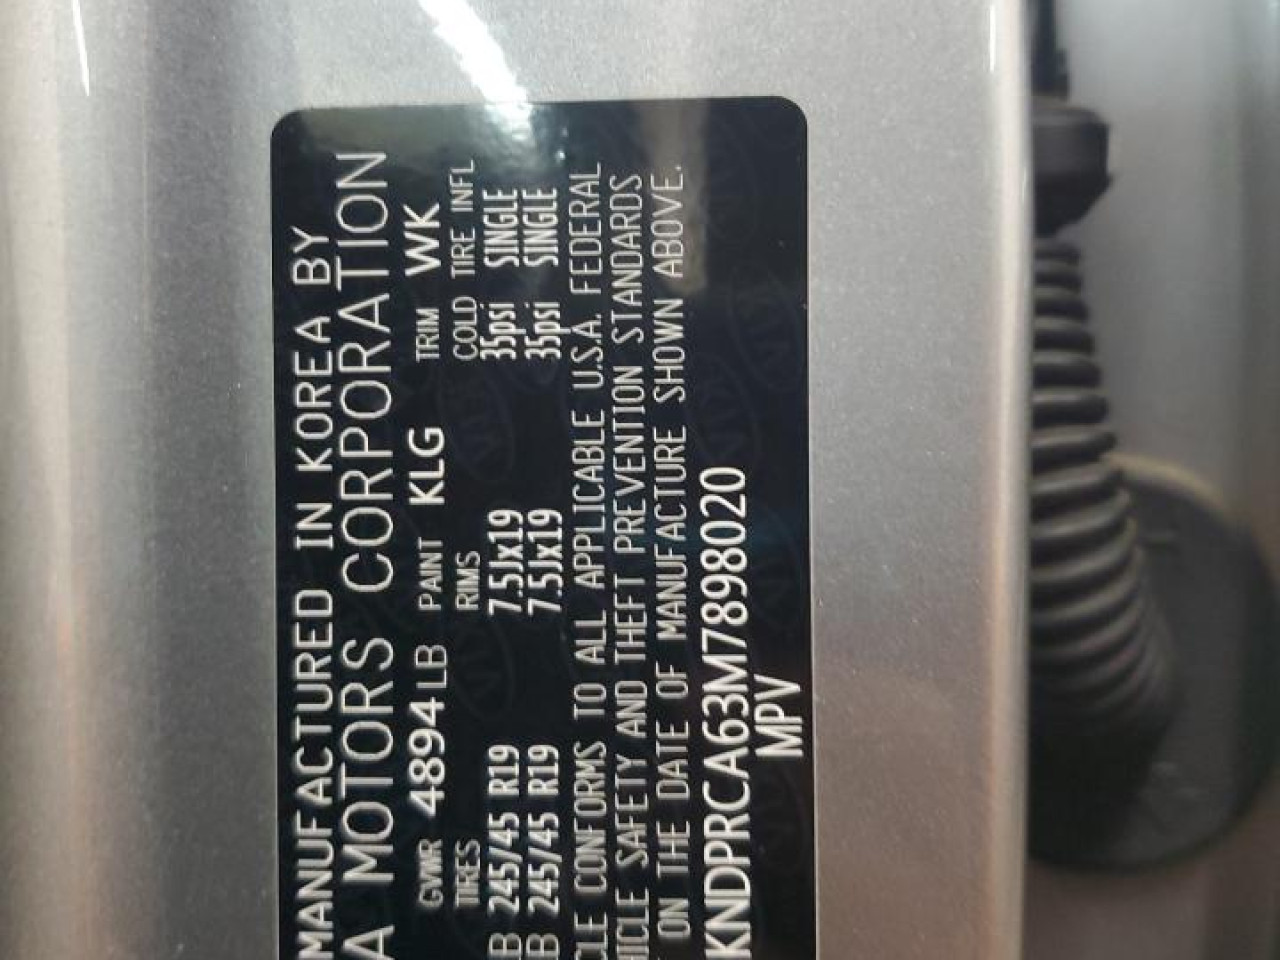 MANUFACTURED IN KOREA BY
A MOTORS CORPORATION
GVWR 4894LB PAINT KLG TRIM WK
TIRES RIMS COLD TIRE INFL
B 245/45 R19 7.5Jx19 35psi SINGLE
B 245/45 R19 7.5Jx19 35psi SINGLE
CLE CONFORMS TO ALL APPLICABLE U.S.A. FEDERAL
HICLE SAFETY AND THEFT PREVENTION STANDARDS
ON THE DATE OF MANUFACTURE SHOWN ABOVE.
KNDPRCA63M7898020
MPV